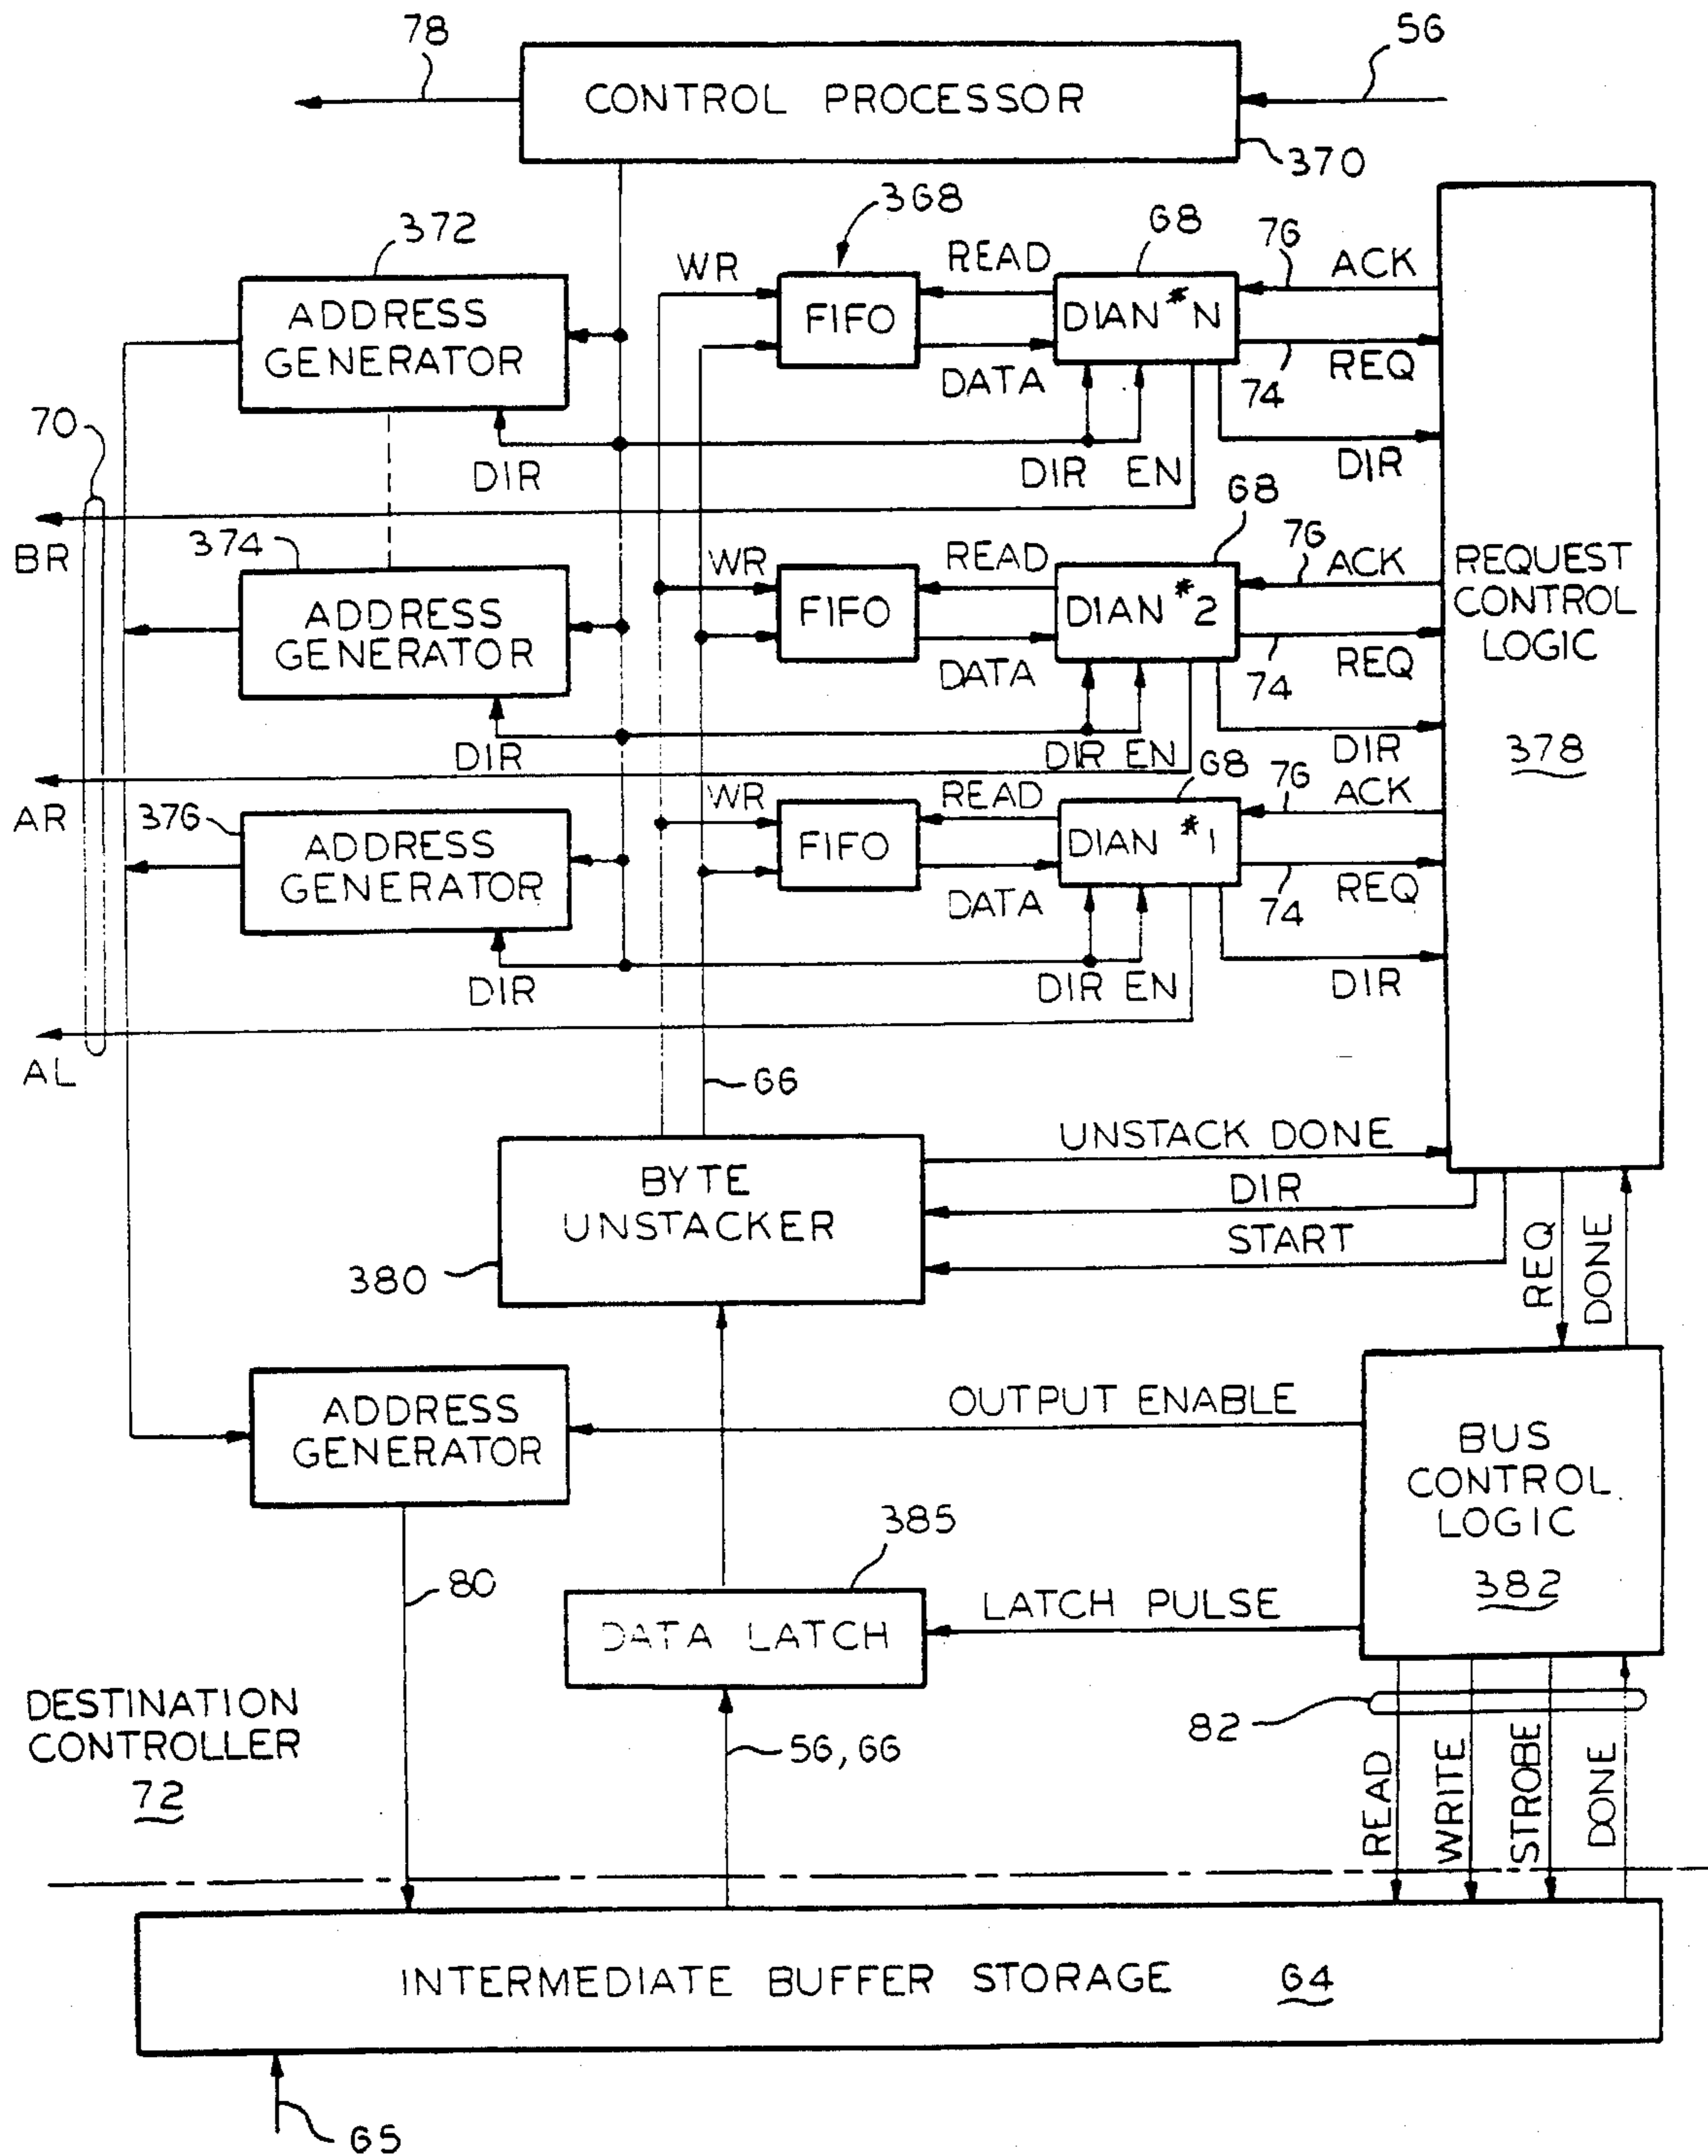 78
56
CONTROL PROCESSOR
370
368
372
68
76
ACK
WR
READ
ADDRESS
GENERATOR
FIFO
DIAN #N
DATA
74
REQ
70
DIR
DIR EN
DIR
BR
374
68
76
ACK
WR
READ
ADDRESS
GENERATOR
FIFO
DIAN #2
REQUEST
CONTROL
LOGIC
378
DATA
74
REQ
DIR
DIR EN
DIR
AR
376
68
76
ACK
WR
READ
ADDRESS
GENERATOR
FIFO
DIAN #1
DATA
74
REQ
DIR
DIR EN
DIR
AL
66
UNSTACK DONE
BYTE
UNSTACKER
DIR
START
380
REQ
DONE
ADDRESS
GENERATOR
OUTPUT ENABLE
BUS
CONTROL
LOGIC
382
385
80
DATA LATCH
LATCH PULSE
DESTINATION
CONTROLLER
72
56, 66
82
READ
WRITE
STROBE
DONE
INTERMEDIATE BUFFER STORAGE 64
65